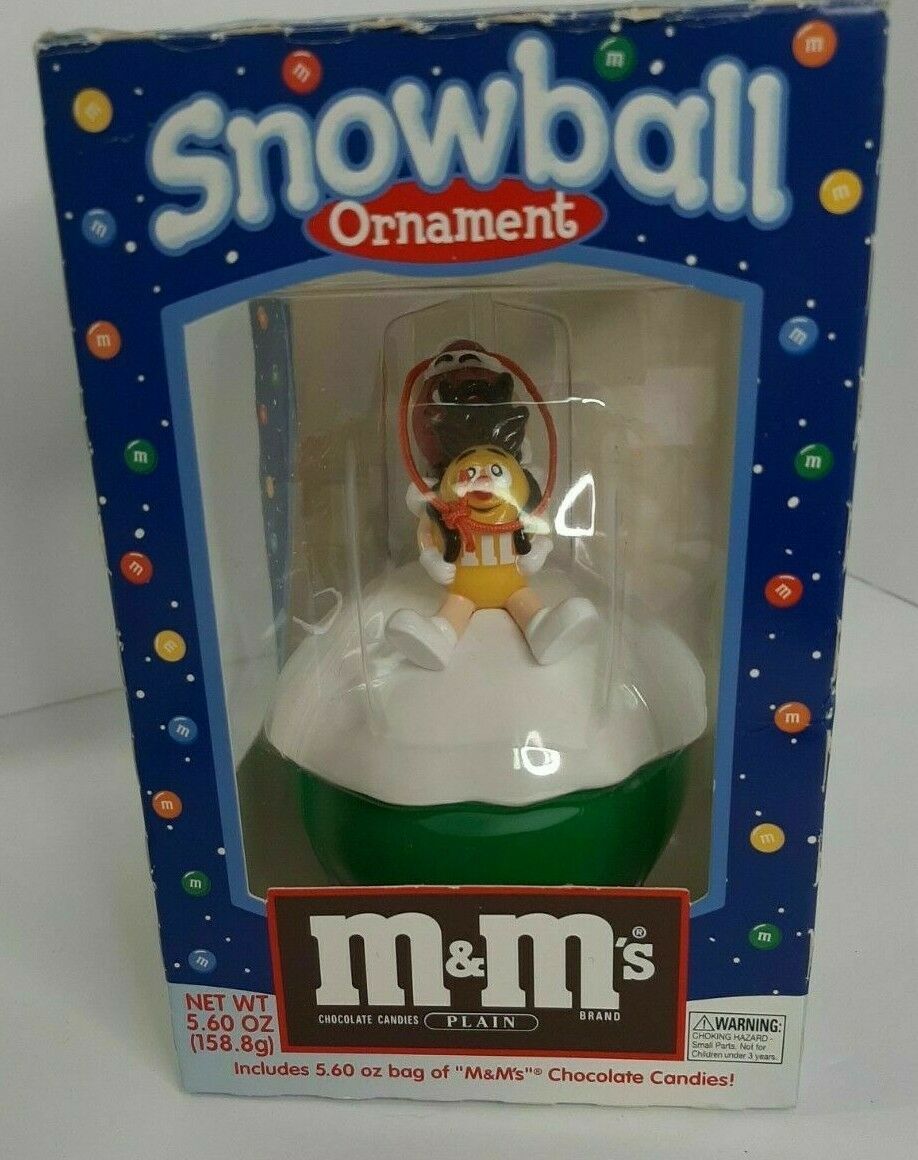 Snowball
Ornament
m&m's®
CHOCOLATE CANDIES PLAIN BRAND
NET WT
5.60 OZ
(158.8g)
⚠WARNING:
CHOKING HAZARD -
Small Parts. Not for
Children under 3 years.
Includes 5.60 oz bag of "M&M's"® Chocolate Candies!